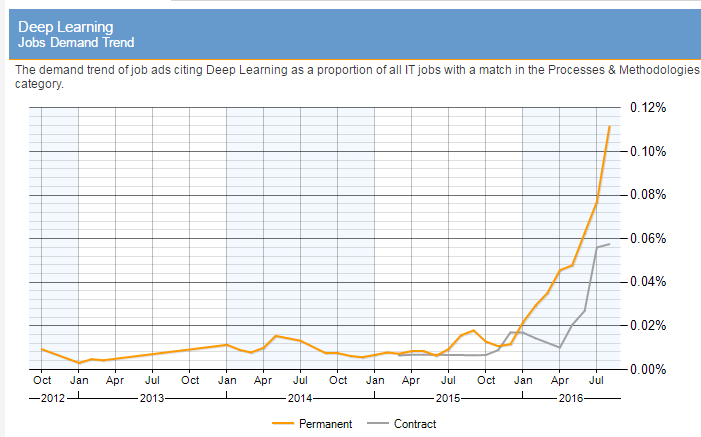 Deep Learning
Jobs Demand Trend
The demand trend of job ads citing Deep Learning as a proportion of all IT jobs with a match in the Processes & Methodologies
category.
0.12%
0.10%
0.08%
0.06%
0.04%
0.02%
0.00%
Oct Jan Apr Jul Oct Jan Apr Jul Oct Jan Apr Jul Oct Jan Apr Jul
2012 2013 2014 2015 2016
Permanent Contract